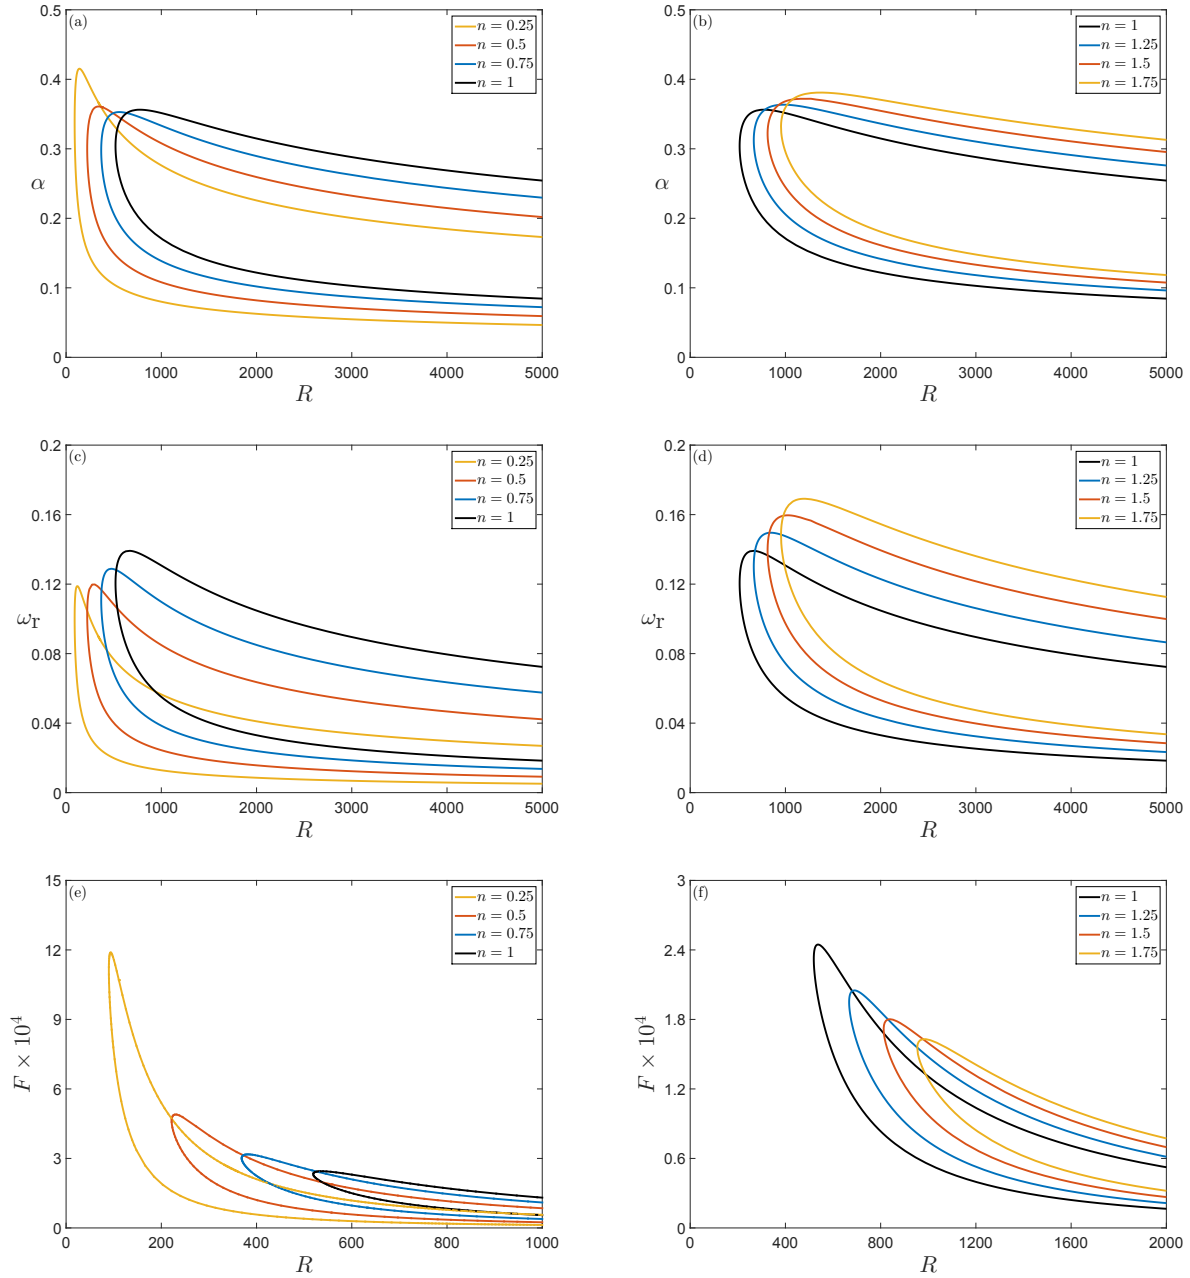 (a)
n = 0.25
n = 0.5
n = 0.75
n = 1
0.5
0.4
0.3
0.2
0.1
0
α
0 1000 2000 3000 4000 5000
R
(b)
n = 1
n = 1.25
n = 1.5
n = 1.75
0.5
0.4
0.3
0.2
0.1
0
α
0 1000 2000 3000 4000 5000
R
(c)
n = 0.25
n = 0.5
n = 0.75
n = 1
0.2
0.16
0.12
0.08
0.04
0
ωr
0 1000 2000 3000 4000 5000
R
(d)
n = 1
n = 1.25
n = 1.5
n = 1.75
0.2
0.16
0.12
0.08
0.04
0
ωr
0 1000 2000 3000 4000 5000
R
(e)
n = 0.25
n = 0.5
n = 0.75
n = 1
15
12
9
6
3
0
F × 10⁴
0 200 400 600 800 1000
R
(f)
n = 1
n = 1.25
n = 1.5
n = 1.75
3
2.4
1.8
1.2
0.6
0
F × 10⁴
0 400 800 1200 1600 2000
R